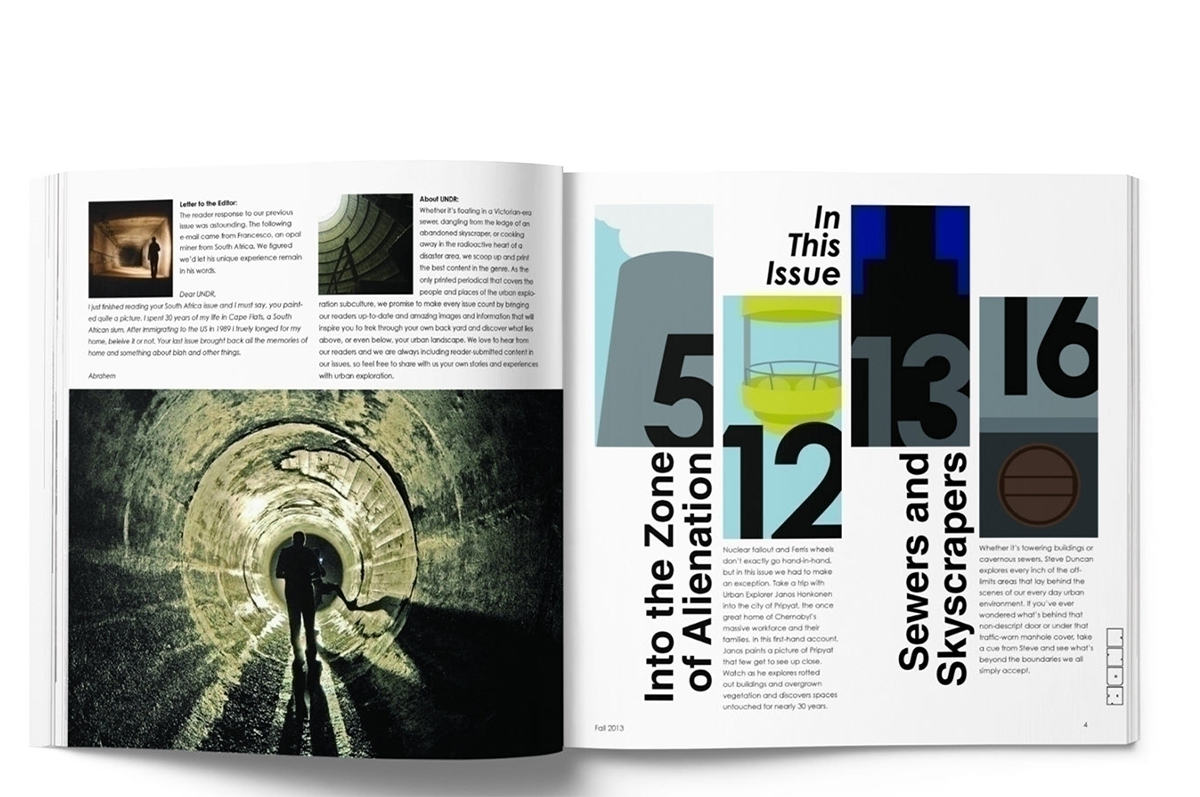 Letter to the Editor:
The reader response to our previous
issue was astounding. The following
e-mail came from Francesco, an opal
miner from South Africa. We figured
we'd let his unique experience remain
in his words.
Dear UNDR,
I just finished reading your South Africa issue and I must say, you paint-
ed quite a picture. I spent 30 years of my life in Cape Flats, a South
African slum. After immigrating to the US in 1989 I truely longed for my
home, beleive it or not. Your last issue brought back all the memories of
home and something about blah and other things.
Abrahem
About UNDR:
Whether it's floating in a Victorian-era
sewer, dangling from the ledge of an
abandoned skyscraper, or cooking
away in the radioactive heart of a
disaster area, we scoop up and print
the best content in the genre. As the
only printed periodical that covers the
people and places of the urban explo-
ration subculture, we promise to make every issue count by bringing
our readers up-to-date and amazing images and information that will
inspire you to trek through your own back yard and discover what lies
above, or even below, your urban landscape. We love to hear from
our readers and we are always including reader-submitted content in
our issues, so feel free to share with us your own stories and experiences
with urban exploration.
In
This
Issue
5
Into the Zone
of Alienation
12
Nuclear fallout and Ferris wheels
don't exactly go hand-in-hand,
but in this issue we had to make
an exception. Take a trip with
Urban Explorer Janos Honkonen
into the city of Pripyat, the once
great home of Chernobyl's
massive workforce and their
families. In this first-hand account,
Janos paints a picture of Pripyat
that few get to see up close.
Watch as he explores rotted
out buildings and overgrown
vegetation and discovers spaces
untouched for nearly 30 years.
13
Sewers and
Skyscrapers
16
Whether it's towering buildings or
cavernous sewers, Steve Duncan
explores every inch of the off-
limits areas that lay behind the
scenes of our every day urban
environment. If you've ever
wondered what's behind that
non-descript door or under that
traffic-worn manhole cover, take
a cue from Steve and see what's
beyond the boundaries we all
simply accept.
UNDR
Fall 2013
4